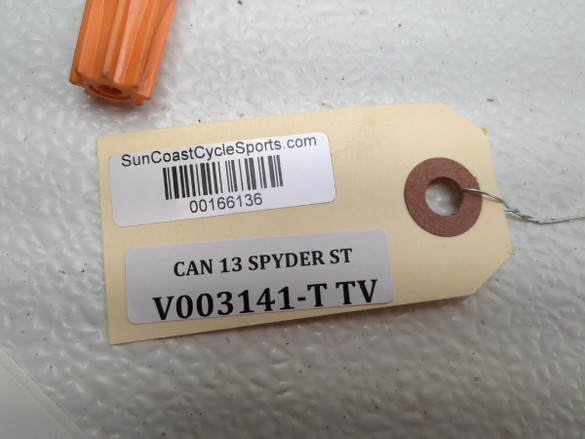 SunCoastCycleSports.com
00166136
CAN 13 SPYDER ST
V003141-T TV